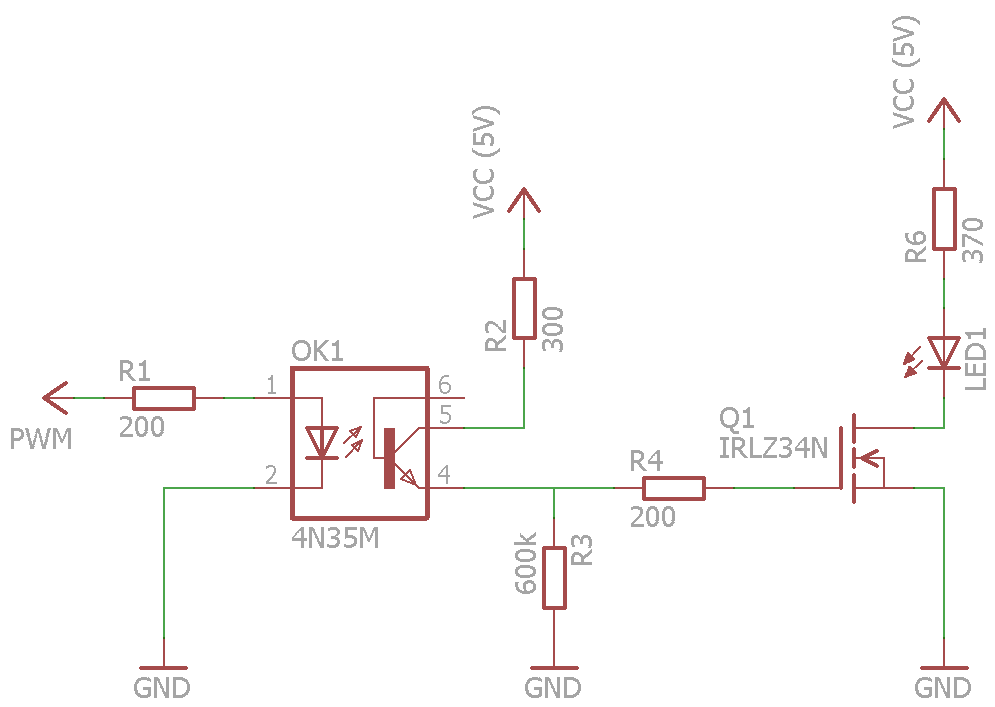 VCC (5V)
VCC (5V)
R6
370
R2
300
LED1
OK1
R1
200
PWM
1
6
5
2
4
4N35M
Q1
IRLZ34N
R4
200
600k
R3
GND
GND
GND